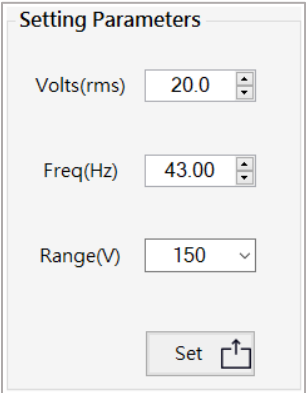 Setting Parameters
Volts(rms) 20.0
Freq(Hz) 43.00
Range(V) 150
Set